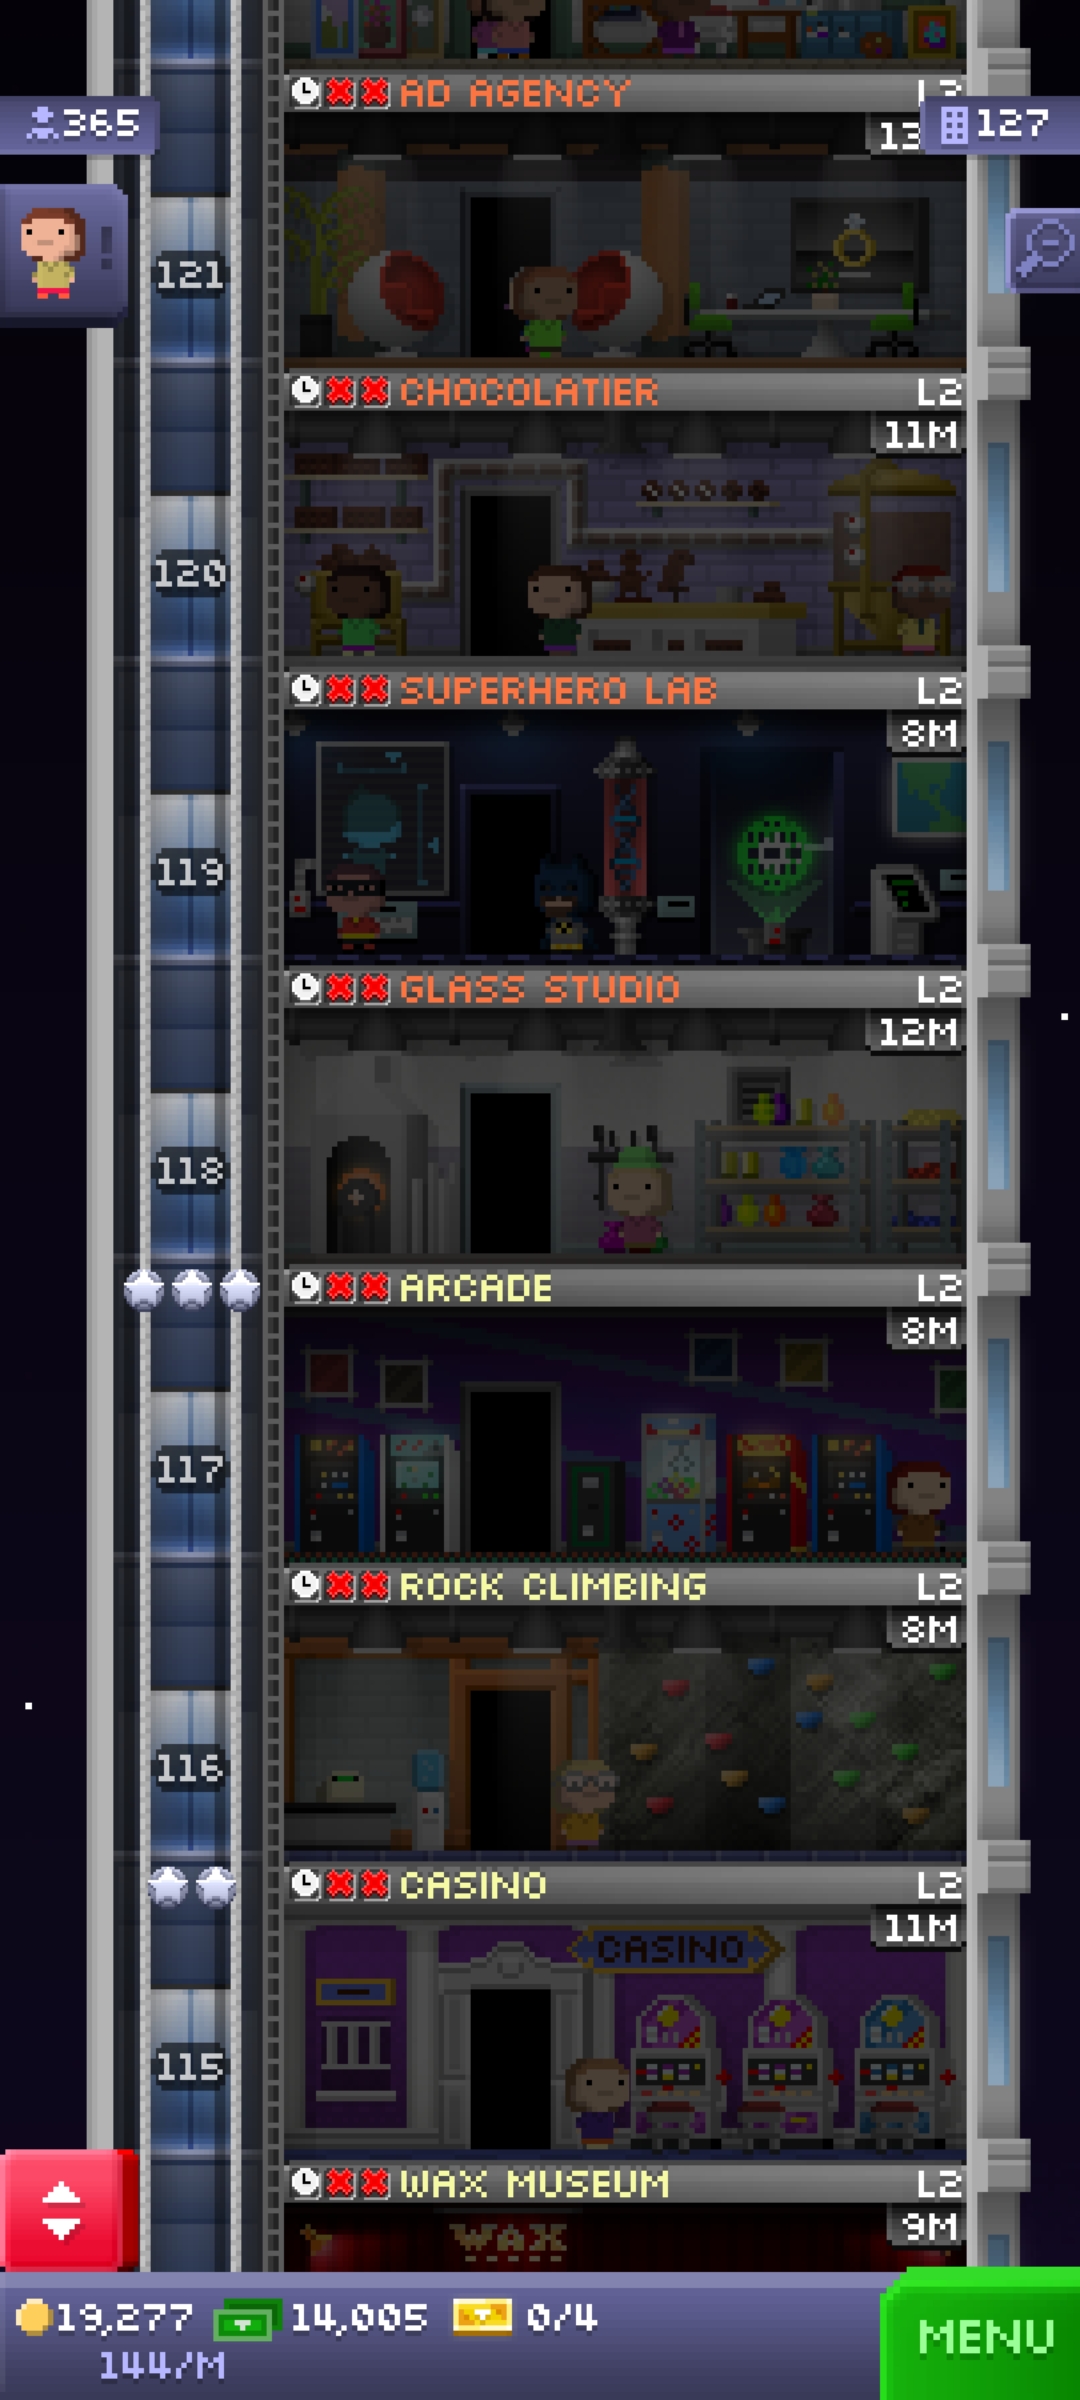 AD AGENCY L3
365
127
13
121
CHOCOLATIER L2
11M
120
SUPERHERO LAB L2
8M
119
GLASS STUDIO L2
12M
118
ARCADE L2
8M
117
ROCK CLIMBING L2
8M
116
CASINO L2
11M
CASINO
115
WAX MUSEUM L2
9M
WAX
19,277 14,005 0/4
144/M
MENU